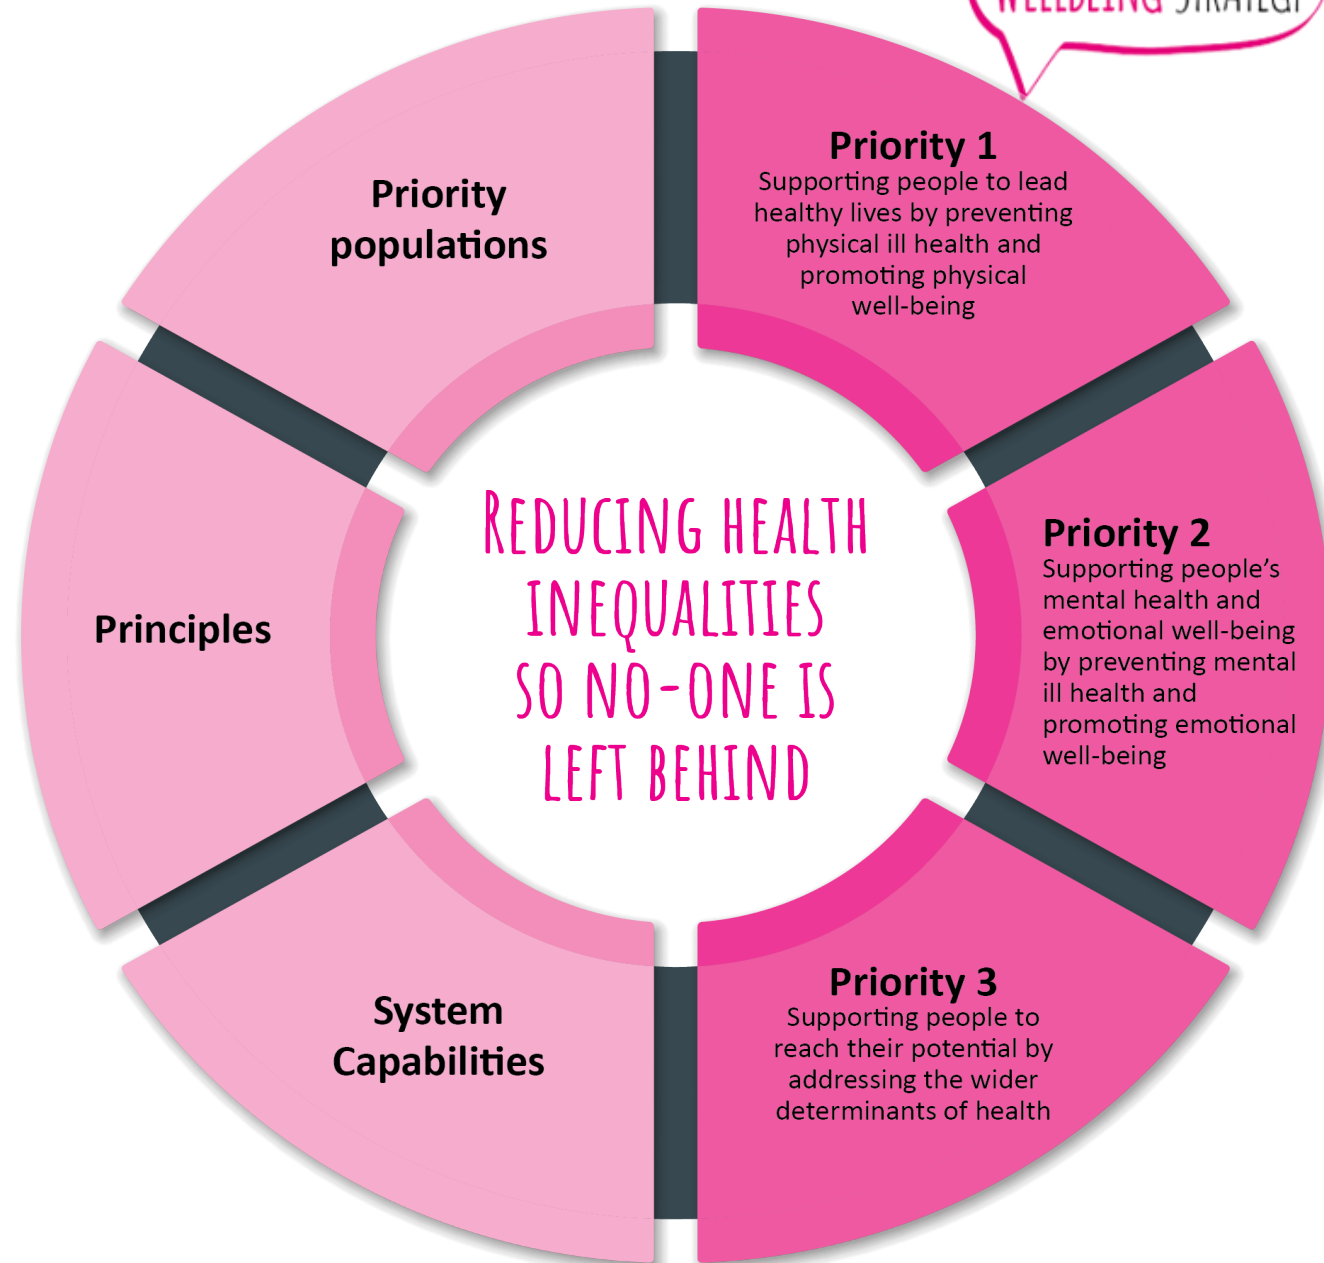 WELLBEING STRATEGY
Priority 1
Supporting people to lead
healthy lives by preventing
physical ill health and
promoting physical
well-being
Priority
populations
Priority 2
Supporting people’s
mental health and
emotional well-being
by preventing mental
ill health and
promoting emotional
well-being
Principles
REDUCING HEALTH
INEQUALITIES
SO NO-ONE IS
LEFT BEHIND
Priority 3
Supporting people to
reach their potential by
addressing the wider
determinants of health
System
Capabilities